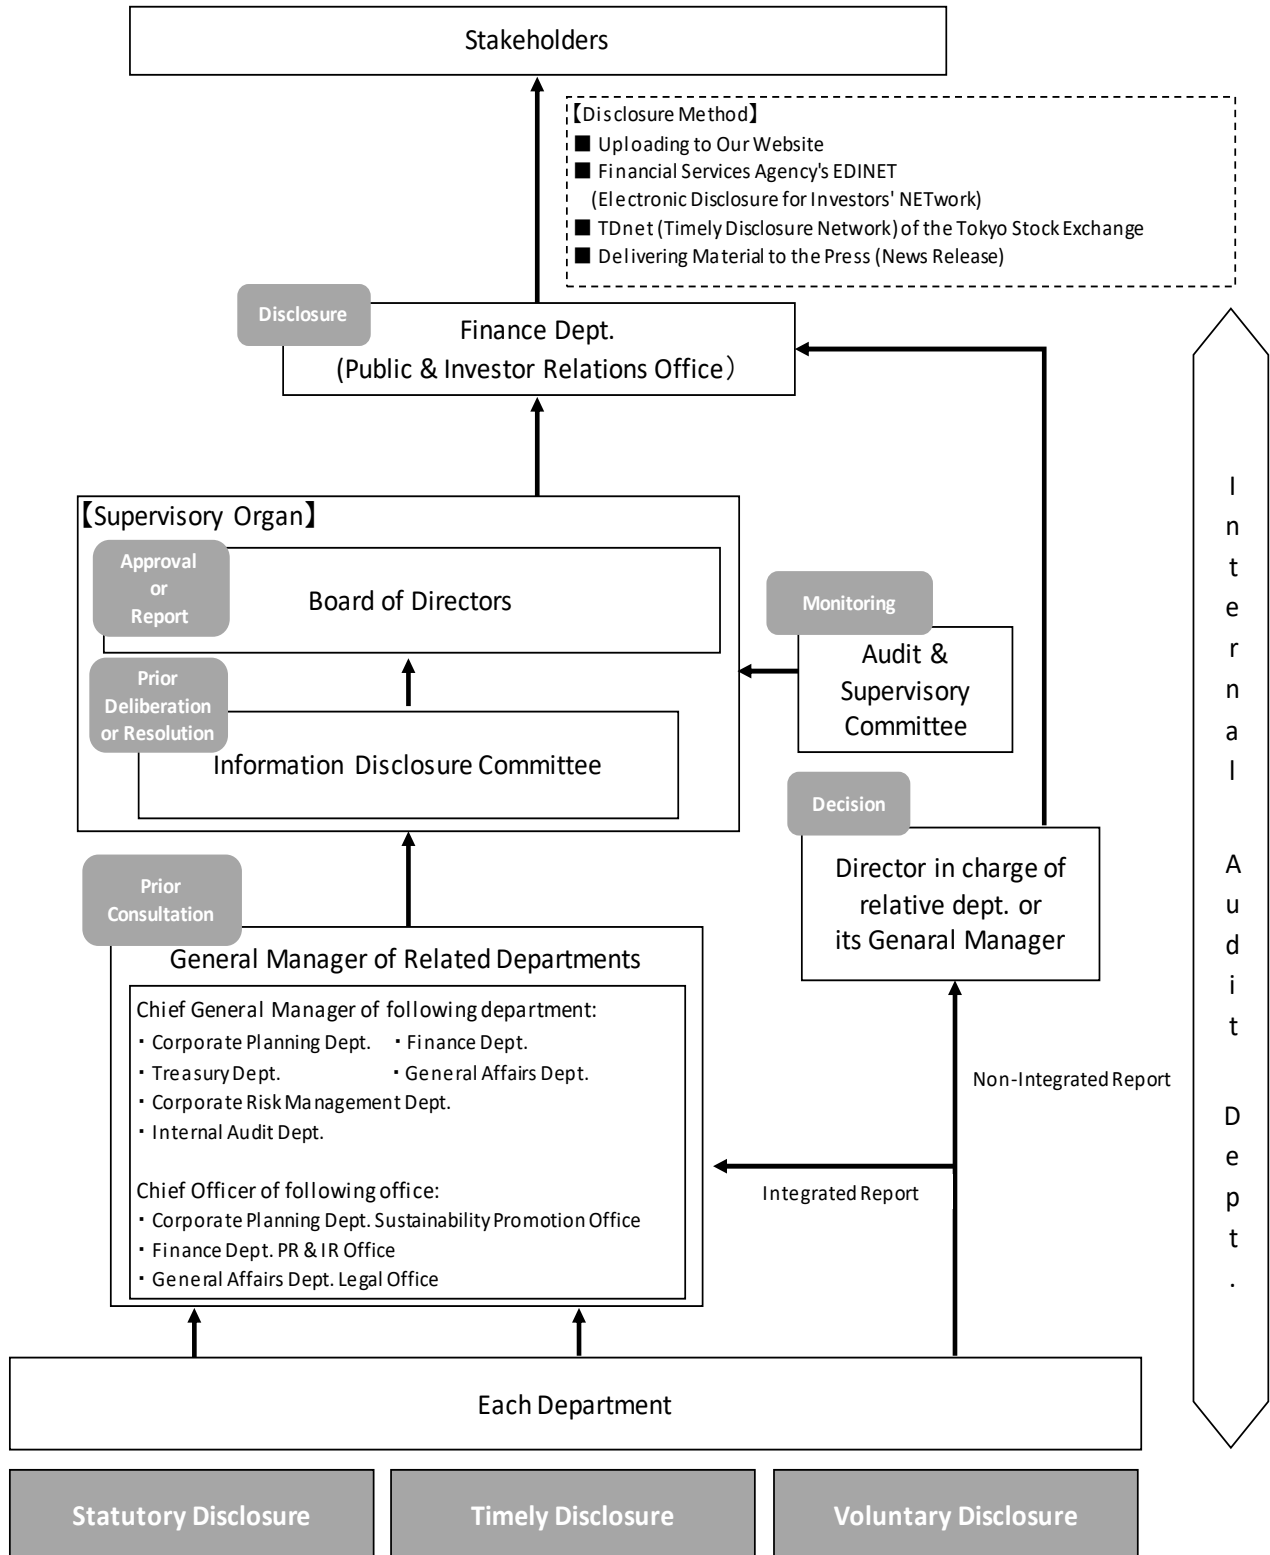 Stakeholders
【Disclosure Method】
■ Uploading to Our Website
■ Financial Services Agency's EDINET
(Electronic Disclosure for Investors' NETwork)
■ TDnet (Timely Disclosure Network) of the Tokyo Stock Exchange
■ Delivering Material to the Press (News Release)
Disclosure
Finance Dept.
(Public & Investor Relations Office）
【Supervisory Organ】
Approval
or
Report
Board of Directors
Monitoring
Audit &
Supervisory
Committee
Prior
Deliberation
or Resolution
Information Disclosure Committee
Decision
Director in charge of
relative dept. or
its Genaral Manager
Prior
Consultation
General Manager of Related Departments
Chief General Manager of following department:
・Corporate Planning Dept. ・Finance Dept.
・Treasury Dept. ・General Affairs Dept.
・Corporate Risk Management Dept.
・Internal Audit Dept.
Chief Officer of following office:
・Corporate Planning Dept. Sustainability Promotion Office
・Finance Dept. PR & IR Office
・General Affairs Dept. Legal Office
Non-Integrated Report
Integrated Report
Internal Audit Dept.
Each Department
Statutory Disclosure
Timely Disclosure
Voluntary Disclosure